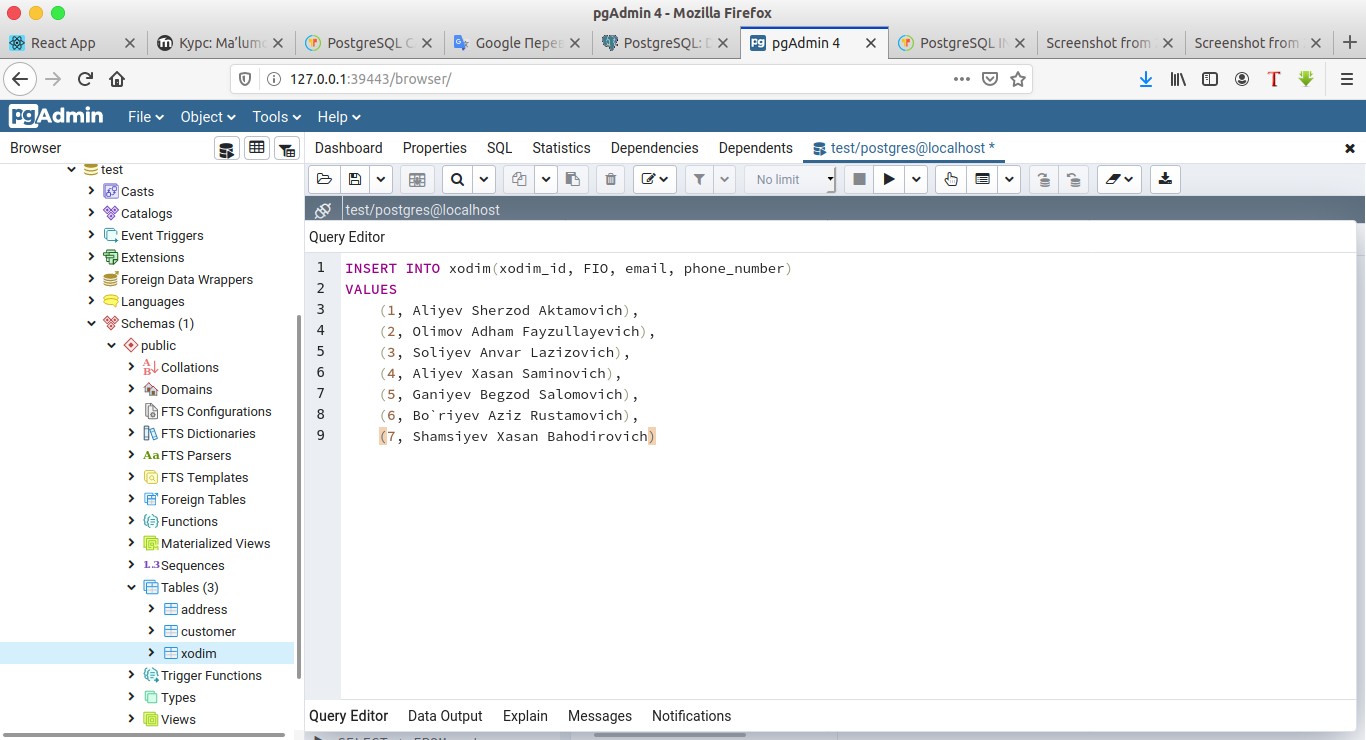 pgAdmin 4 - Mozilla Firefox
React App
Курс: Maʼlumo
PostgreSQL C
Google Перев
PostgreSQL: D
pgAdmin 4
PostgreSQL IN
Screenshot from
Screenshot from
127.0.0.1:39443/browser/
pgAdmin File Object Tools Help
Browser
Dashboard Properties SQL Statistics Dependencies Dependents test/postgres@localhost *
No limit
test/postgres@localhost
test
Casts
Catalogs
Event Triggers
Extensions
Foreign Data Wrappers
Languages
Schemas (1)
public
Collations
Domains
FTS Configurations
FTS Dictionaries
FTS Parsers
FTS Templates
Foreign Tables
Functions
Materialized Views
1..3 Sequences
Tables (3)
address
customer
xodim
Trigger Functions
Types
Views
Query Editor
1 INSERT INTO xodim(xodim_id, FIO, email, phone_number)
2 VALUES
3 (1, Aliyev Sherzod Aktamovich),
4 (2, Olimov Adham Fayzullayevich),
5 (3, Soliyev Anvar Lazizovich),
6 (4, Aliyev Xasan Saminovich),
7 (5, Ganiyev Begzod Salomovich),
8 (6, Bo`riyev Aziz Rustamovich),
9 (7, Shamsiyev Xasan Bahodirovich)
Query Editor Data Output Explain Messages Notifications